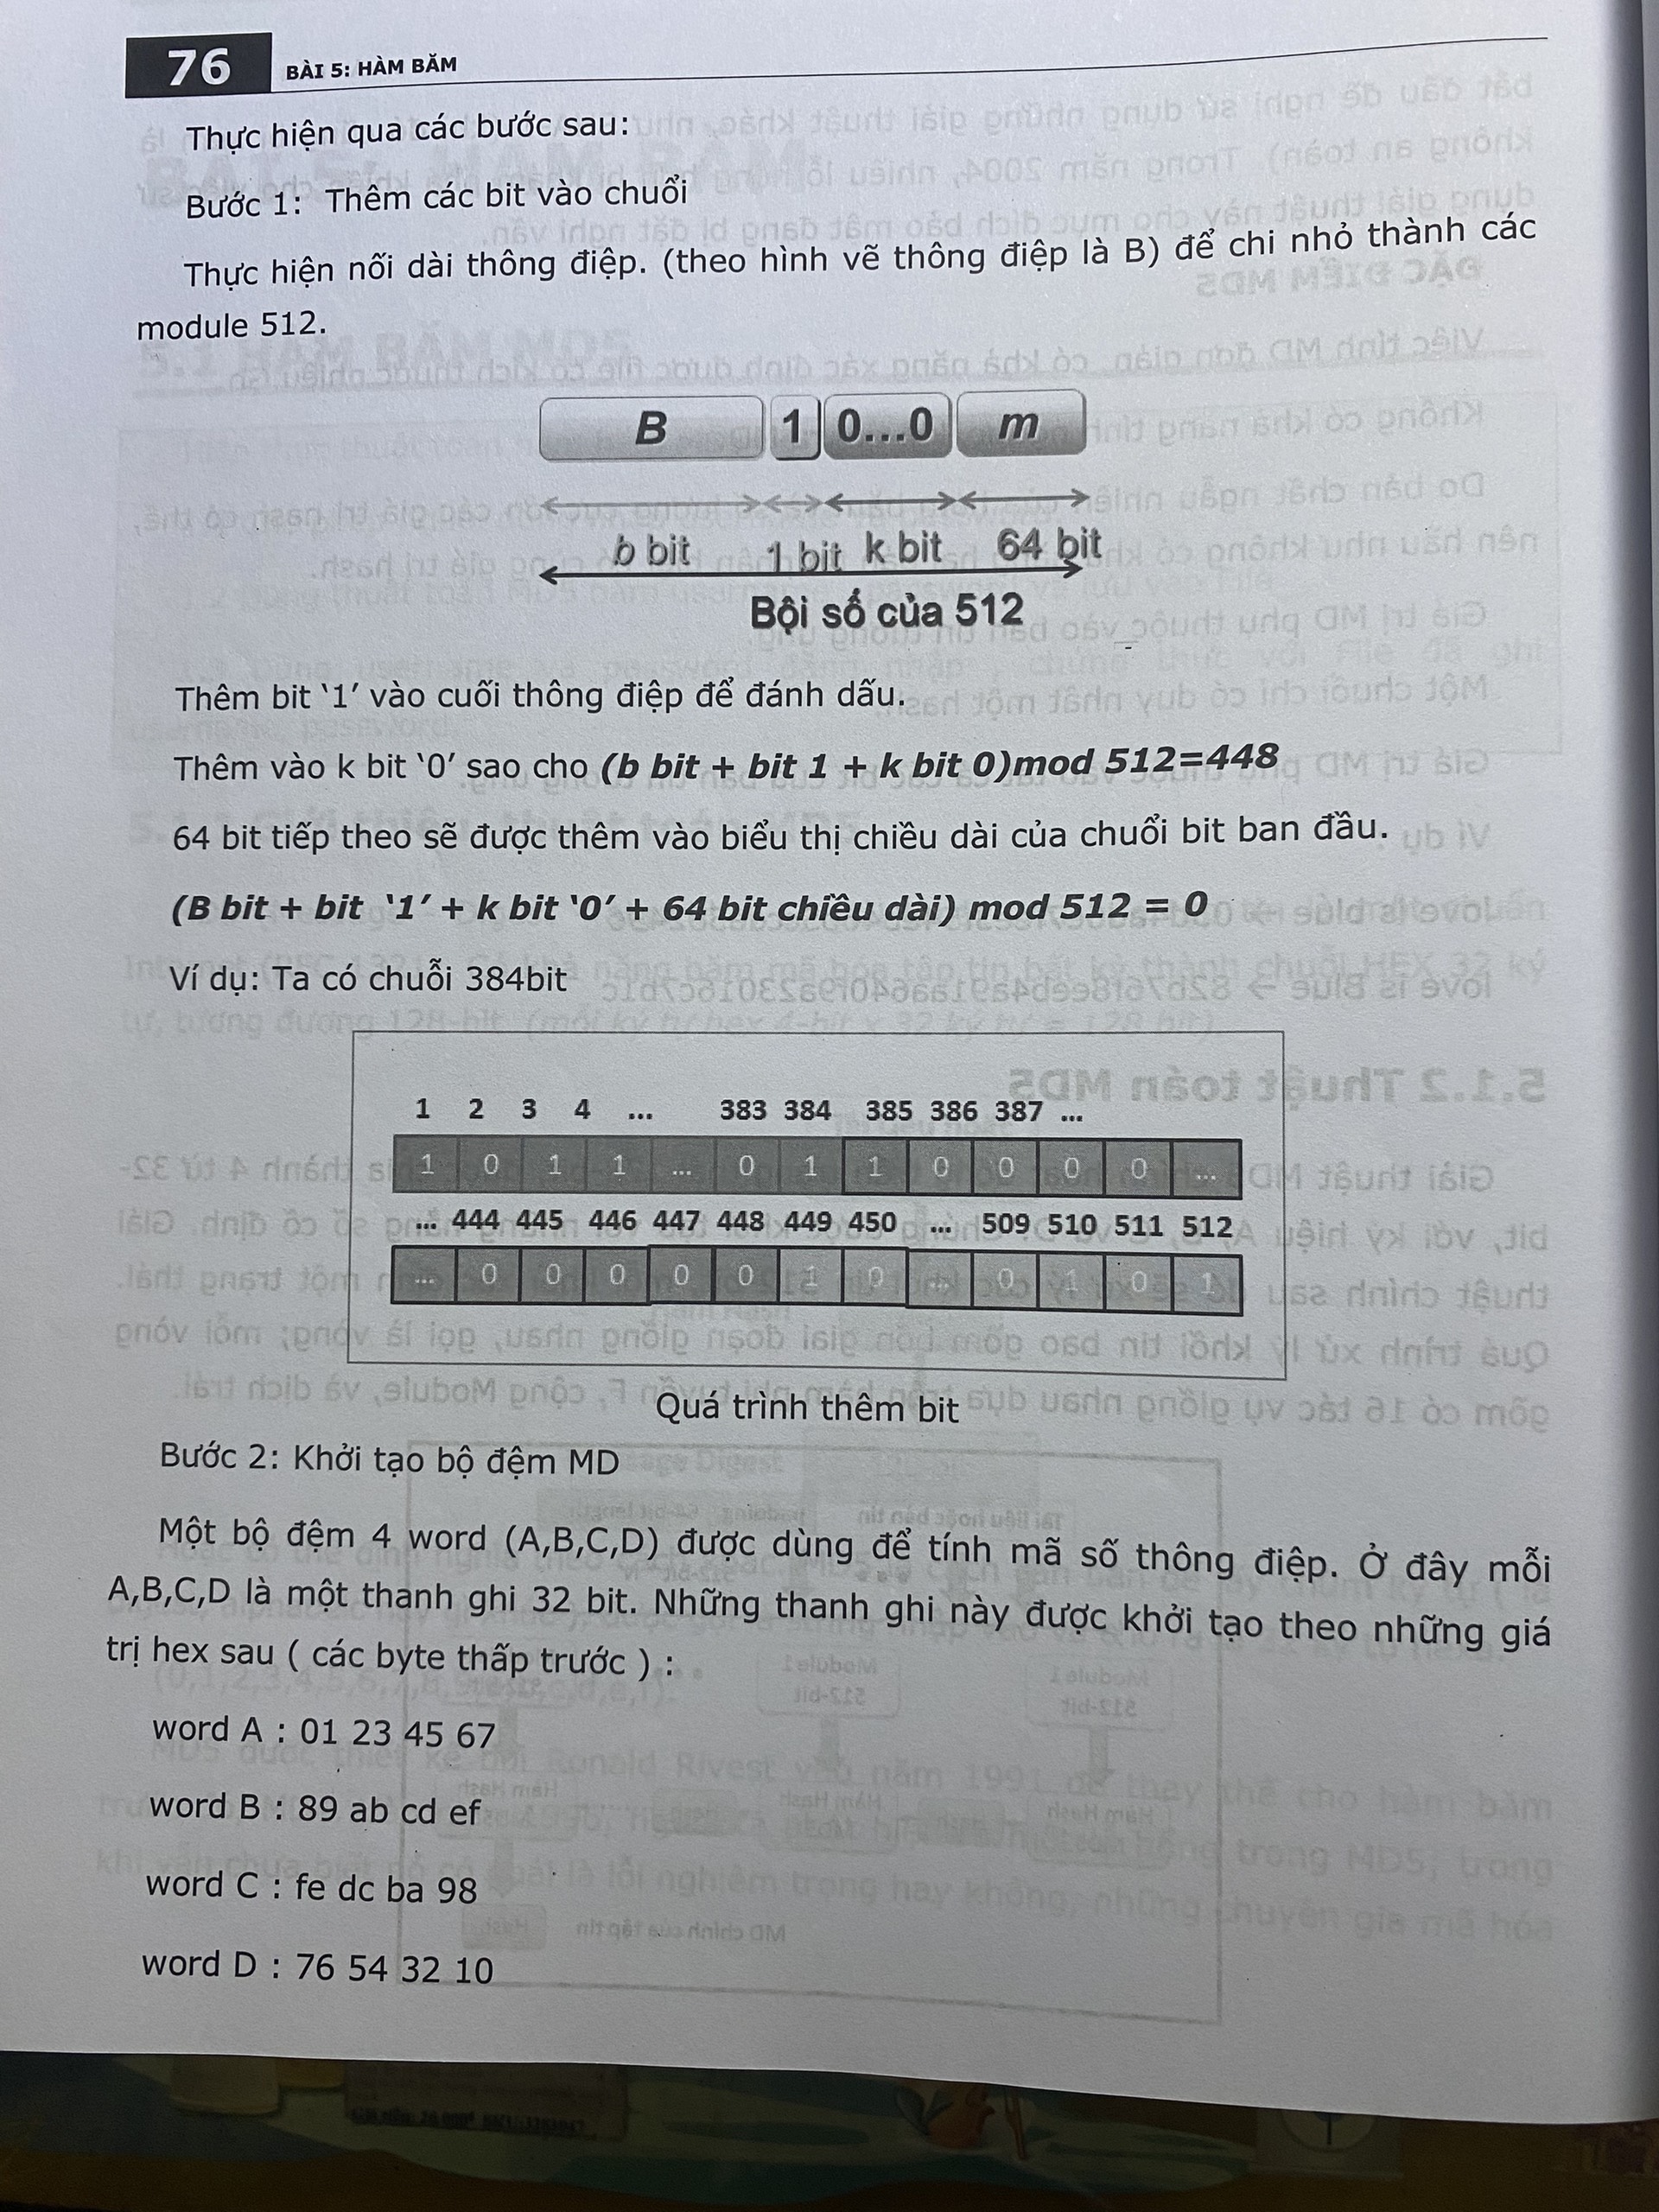 76 BÀI 5: HÀM BĂM
Thực hiện qua các bước sau:
Bước 1: Thêm các bit vào chuổi
Thực hiện nối dài thông điệp. (theo hình vẽ thông điệp là B) để chi nhỏ thành các
module 512.
B 1 0...0 m
b bit 1 bit k bit 64 bit
Bội số của 512
Thêm bit ‘1’ vào cuối thông điệp để đánh dấu.
Thêm vào k bit ‘0’ sao cho (b bit + bit 1 + k bit 0)mod 512=448
64 bit tiếp theo sẽ được thêm vào biểu thị chiều dài của chuổi bit ban đầu.
(B bit + bit ‘1’ + k bit ‘0’ + 64 bit chiều dài) mod 512 = 0
Ví dụ: Ta có chuỗi 384bit
1 2 3 4 ... 383 384 385 386 387 ...
1 0 1 1 ... 0 1 1 0 0 0 0 ...
... 444 445 446 447 448 449 450 ... 509 510 511 512
... 0 0 0 0 0 1 0 ... 0 1 0 1
Quá trình thêm bit
Bước 2: Khởi tạo bộ đệm MD
Một bộ đệm 4 word (A,B,C,D) được dùng để tính mã số thông điệp. Ở đây mỗi
A,B,C,D là một thanh ghi 32 bit. Những thanh ghi này được khởi tạo theo những giá
trị hex sau ( các byte thấp trước ) :
word A : 01 23 45 67
word B : 89 ab cd ef
word C : fe dc ba 98
word D : 76 54 32 10